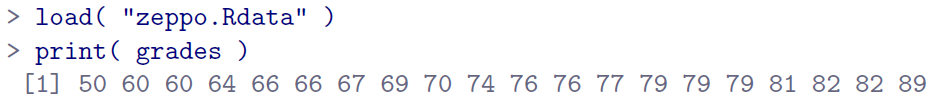 > load( "zeppo.Rdata" )
> print( grades )
[1] 50 60 60 64 66 66 67 69 70 74 76 76 77 79 79 79 81 82 82 89